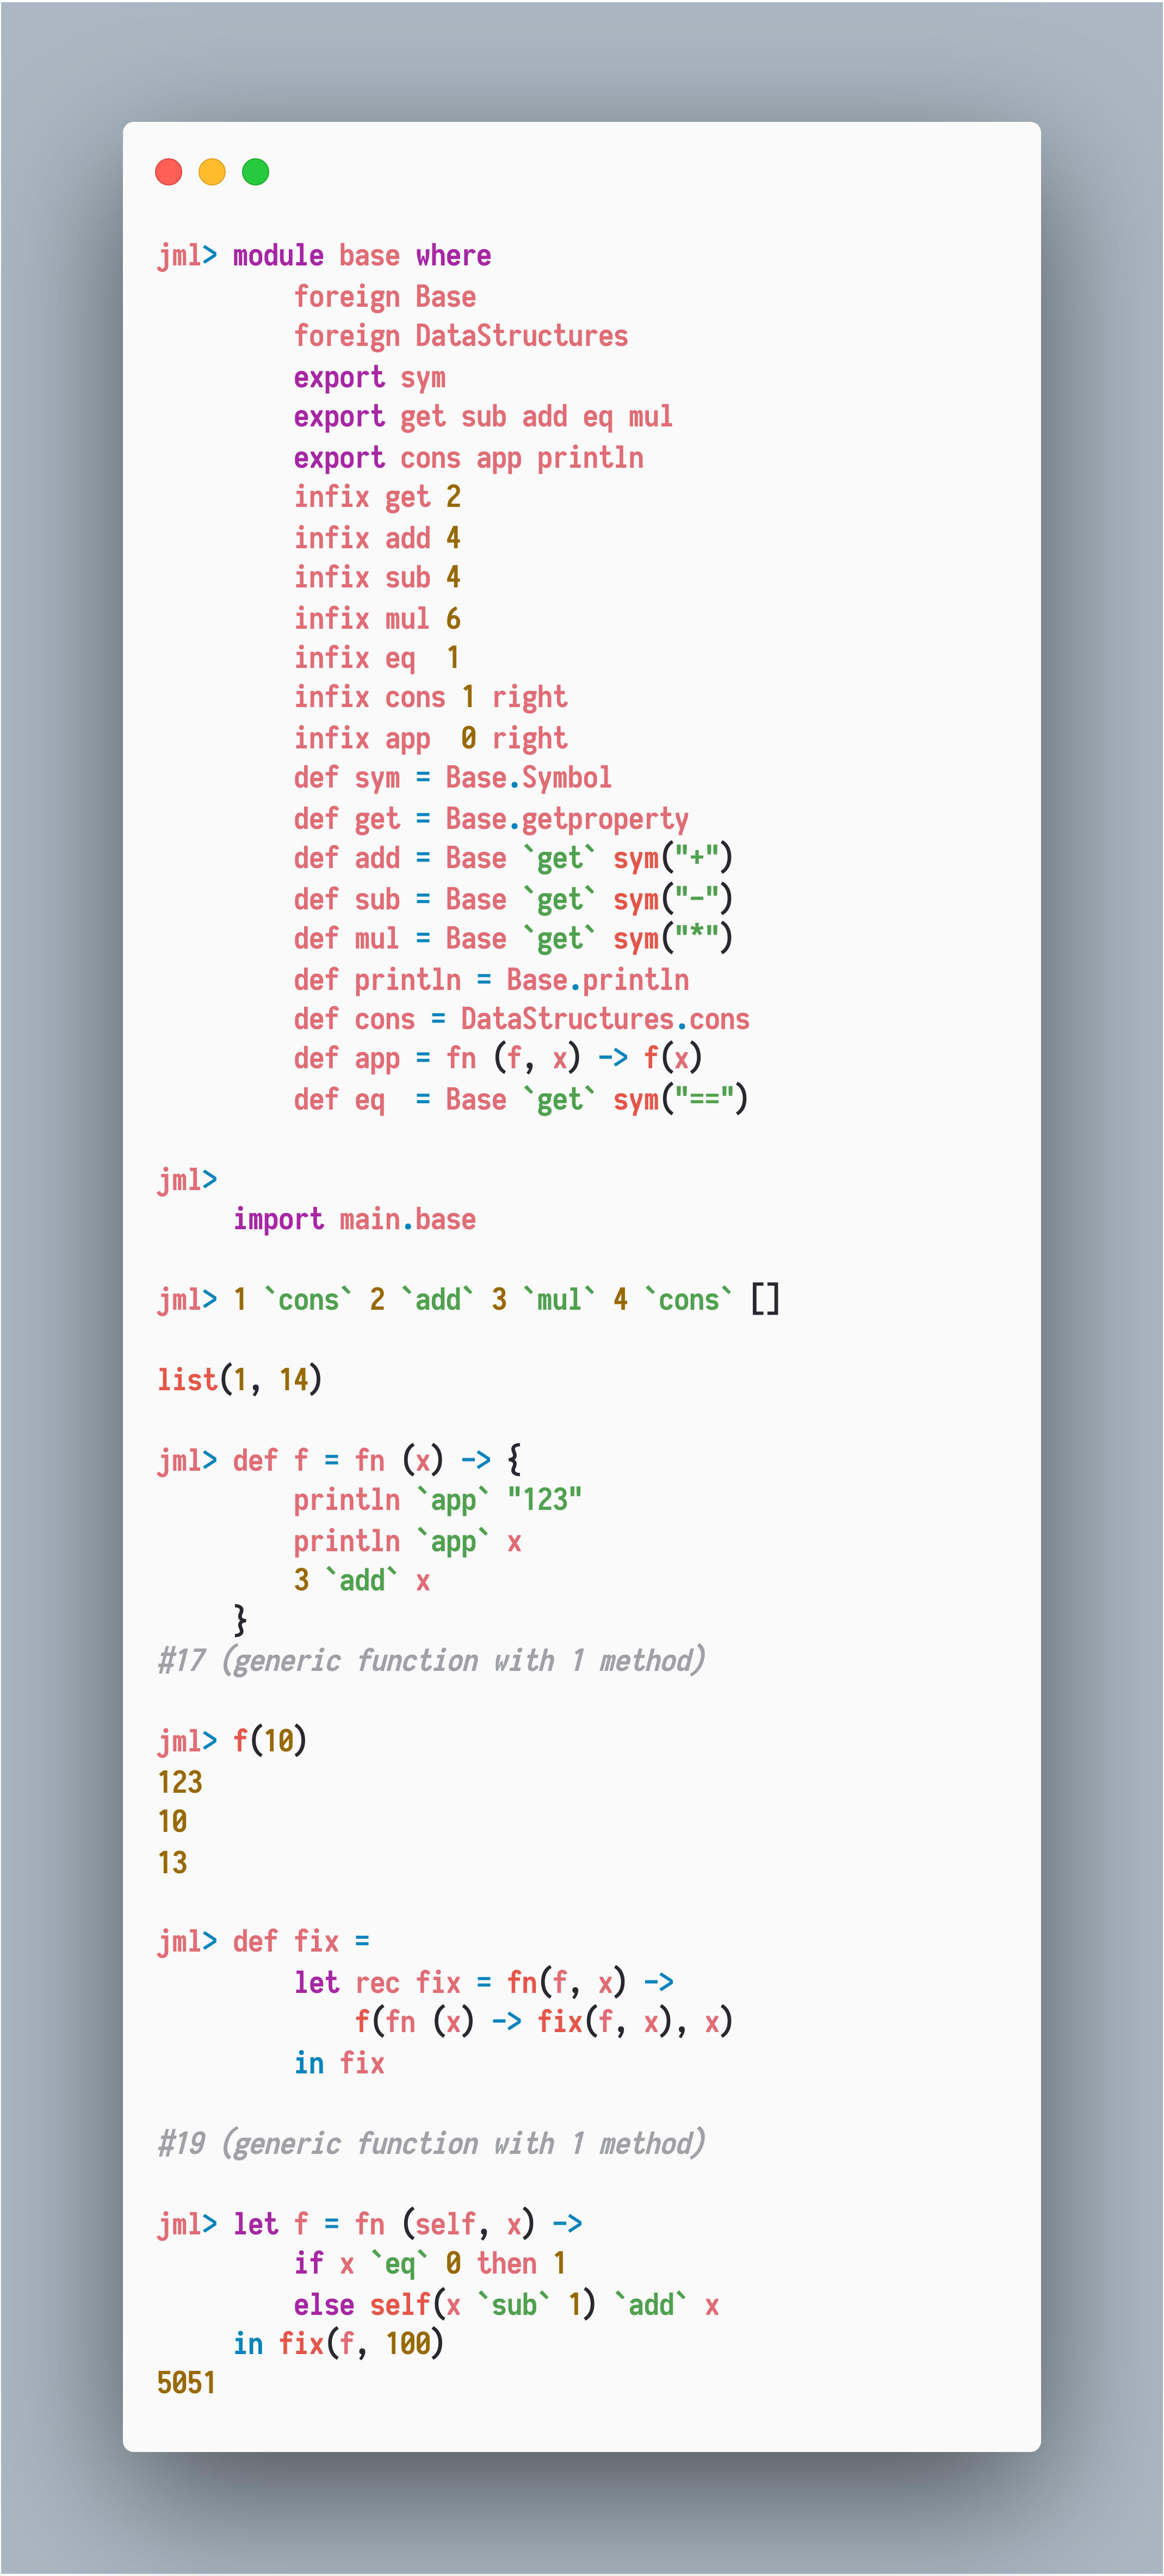 jml> module base where
        foreign Base
        foreign DataStructures
        export sym
        export get sub add eq mul
        export cons app println
        infix get 2
        infix add 4
        infix sub 4
        infix mul 6
        infix eq  1
        infix cons 1 right
        infix app  0 right
        def sym = Base.Symbol
        def get = Base.getproperty
        def add = Base `get` sym("+")
        def sub = Base `get` sym("-")
        def mul = Base `get` sym("*")
        def println = Base.println
        def cons = DataStructures.cons
        def app = fn (f, x) -> f(x)
        def eq  = Base `get` sym("==")
jml>
     import main.base
jml> 1 `cons` 2 `add` 3 `mul` 4 `cons` []
list(1, 14)
jml> def f = fn (x) -> {
         println `app` "123"
         println `app` x
         3 `add` x
     }
#17 (generic function with 1 method)
jml> f(10)
123
10
13
jml> def fix =
         let rec fix = fn(f, x) ->
             f(fn (x) -> fix(f, x), x)
         in fix
#19 (generic function with 1 method)
jml> let f = fn (self, x) ->
         if x `eq` 0 then 1
         else self(x `sub` 1) `add` x
     in fix(f, 100)
5051